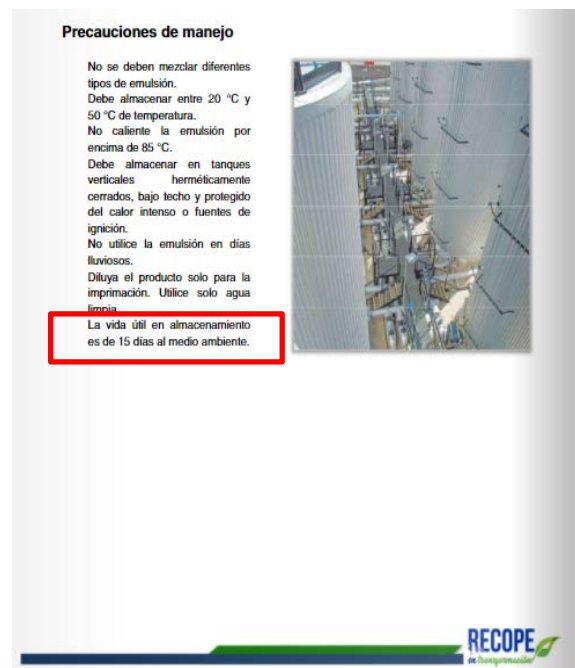 Precauciones de manejo
No se deben mezclar diferentes
tipos de emulsión.
Debe almacenar entre 20 °C y
50 °C de temperatura.
No caliente la emulsión por
encima de 85 °C.
Debe almacenar en tanques
verticales herméticamente
cerrados, bajo techo y protegido
del calor intenso o fuentes de
ignición.
No utilice la emulsión en días
lluviosos.
Diluya el producto solo para la
imprimación. Utilice solo agua
limpia.
La vida útil en almacenamiento
es de 15 días al medio ambiente.
RECOPE
en transformación